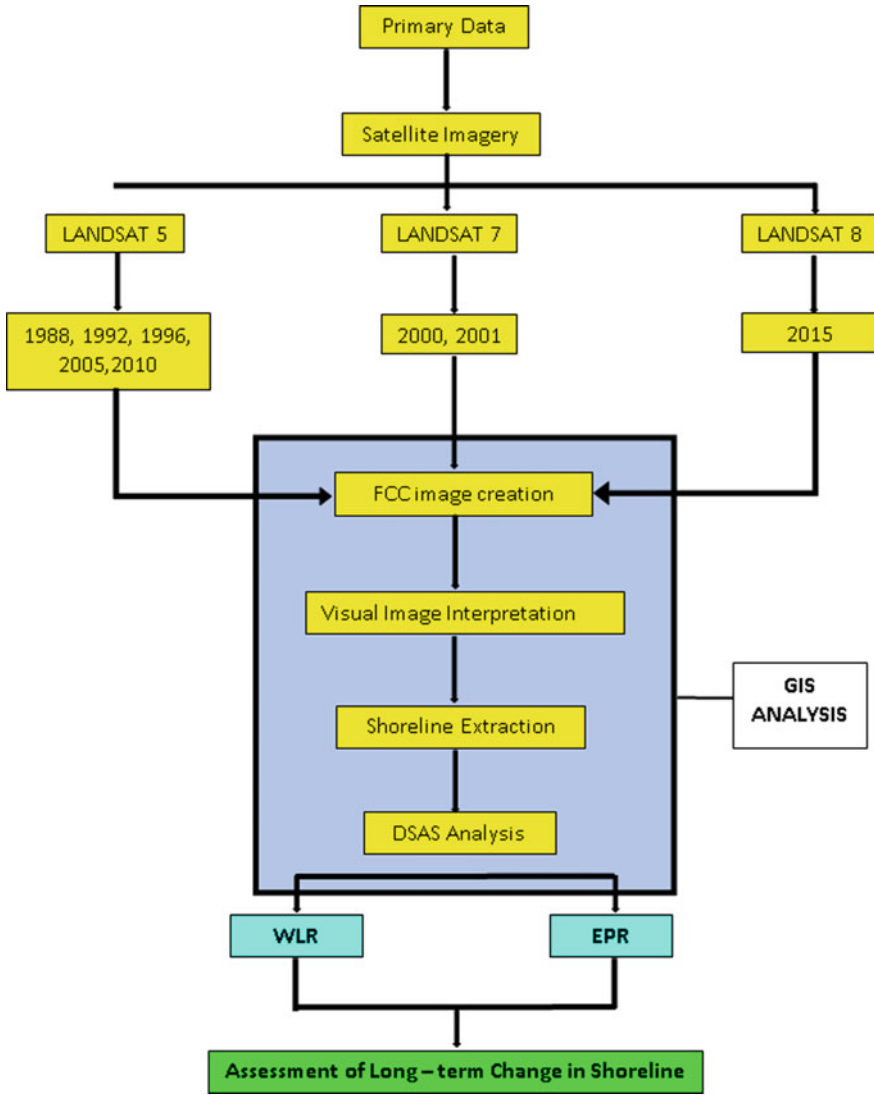 Primary Data
Satellite Imagery
LANDSAT 5
LANDSAT 7
LANDSAT 8
1988, 1992, 1996,
2005,2010
2000, 2001
2015
FCC image creation
Visual Image Interpretation
Shoreline Extraction
DSAS Analysis
GIS
ANALYSIS
WLR
EPR
Assessment of Long – term Change in Shoreline